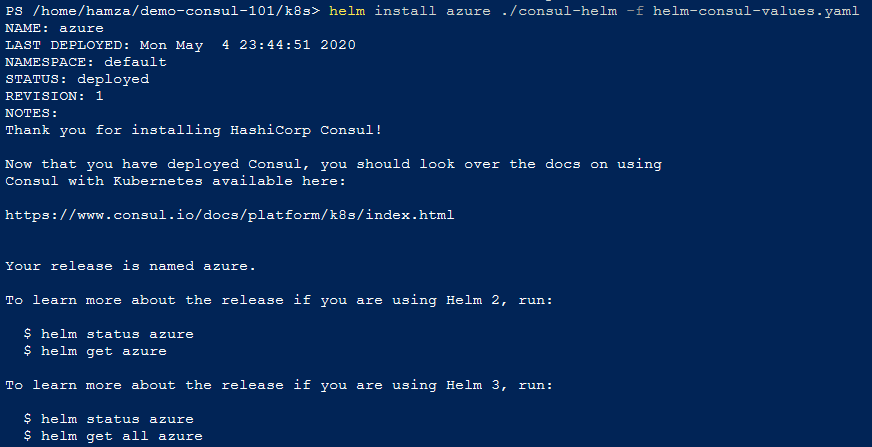 PS /home/hamza/demo-consul-101/k8s> helm install azure ./consul-helm -f helm-consul-values.yaml
NAME: azure
LAST DEPLOYED: Mon May  4 23:44:51 2020
NAMESPACE: default
STATUS: deployed
REVISION: 1
NOTES:
Thank you for installing HashiCorp Consul!
Now that you have deployed Consul, you should look over the docs on using
Consul with Kubernetes available here:
https://www.consul.io/docs/platform/k8s/index.html
Your release is named azure.
To learn more about the release if you are using Helm 2, run:
$ helm status azure
$ helm get azure
To learn more about the release if you are using Helm 3, run:
$ helm status azure
$ helm get all azure